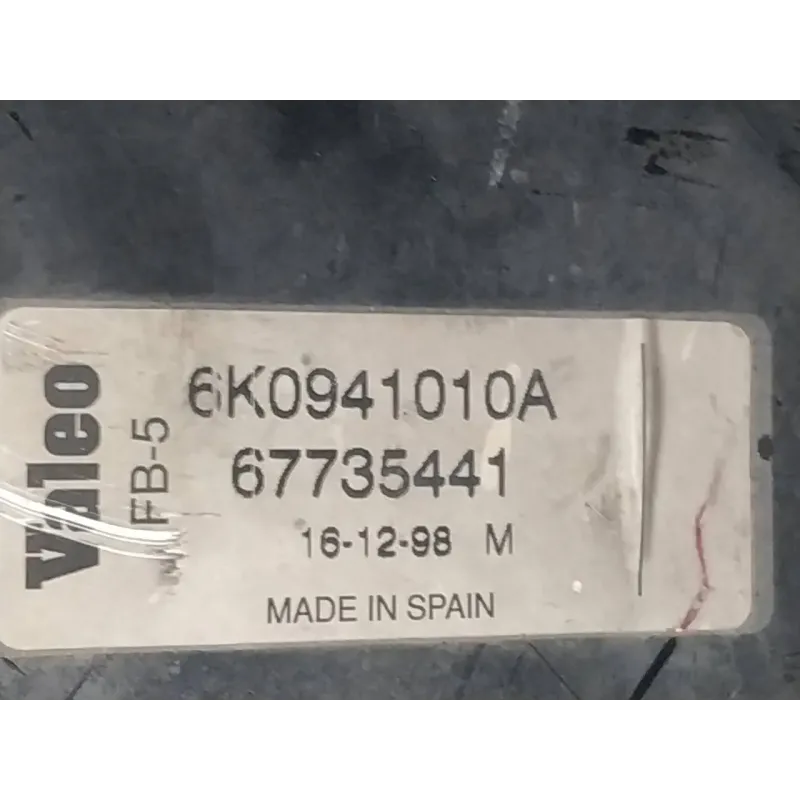 Valeo
FB-5
6K0941010A
67735441
16-12-98 M
MADE IN SPAIN